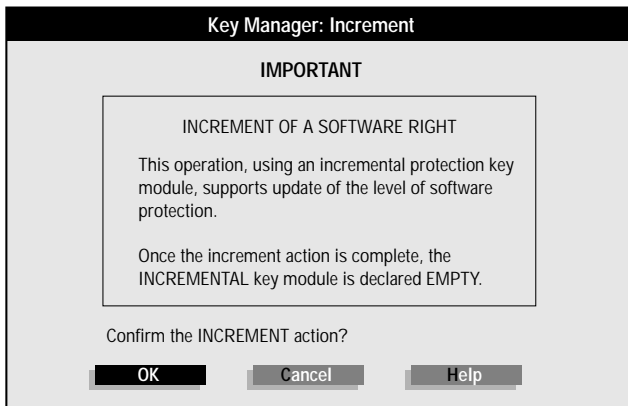 Key Manager: Increment
IMPORTANT
INCREMENT OF A SOFTWARE RIGHT
This operation, using an incremental protection key
module, supports update of the level of software
protection.
Once the increment action is complete, the
INCREMENTAL key module is declared EMPTY.
Confirm the INCREMENT action?
OK Cancel Help